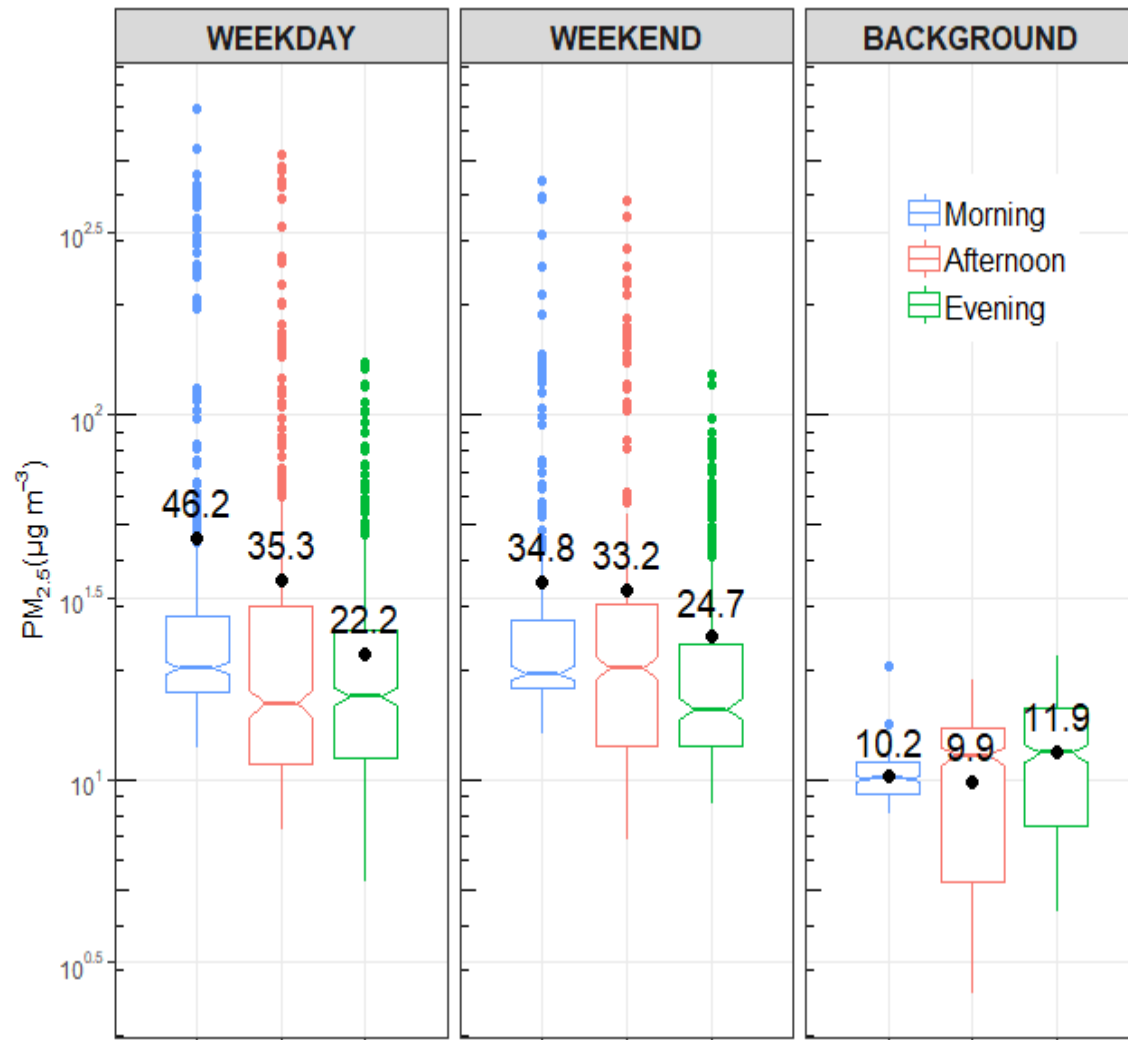 WEEKDAY
WEEKEND
BACKGROUND
PM2.5(µg m−3)
10^2.5
10^2
10^1.5
10^1
10^0.5
46.2
35.3
22.2
34.8
33.2
24.7
10.2
9.9
11.9
Morning
Afternoon
Evening